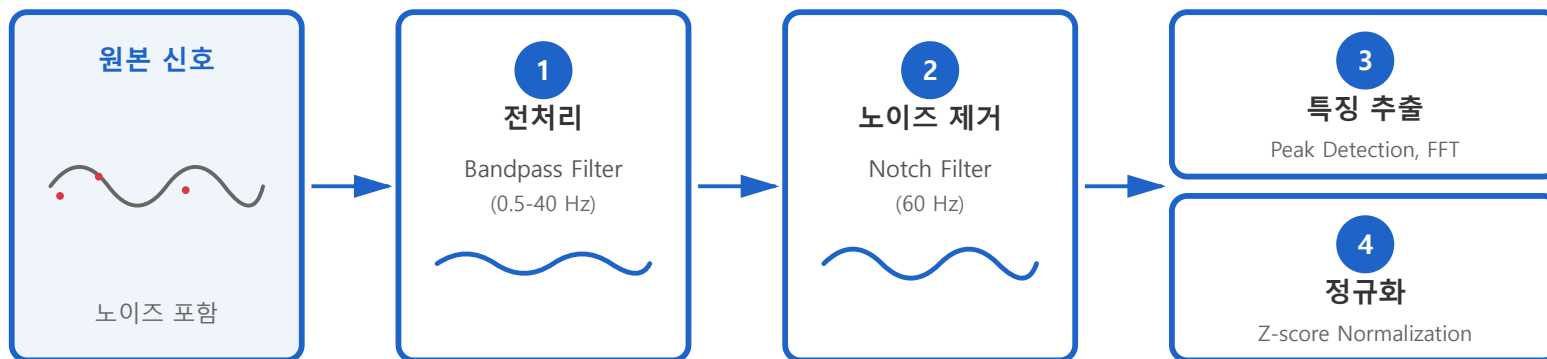 원본 신호
노이즈 포함
1
전처리
Bandpass Filter
(0.5-40 Hz)
2
노이즈 제거
Notch Filter
(60 Hz)
3
특징 추출
Peak Detection, FFT
4
정규화
Z-score Normalization